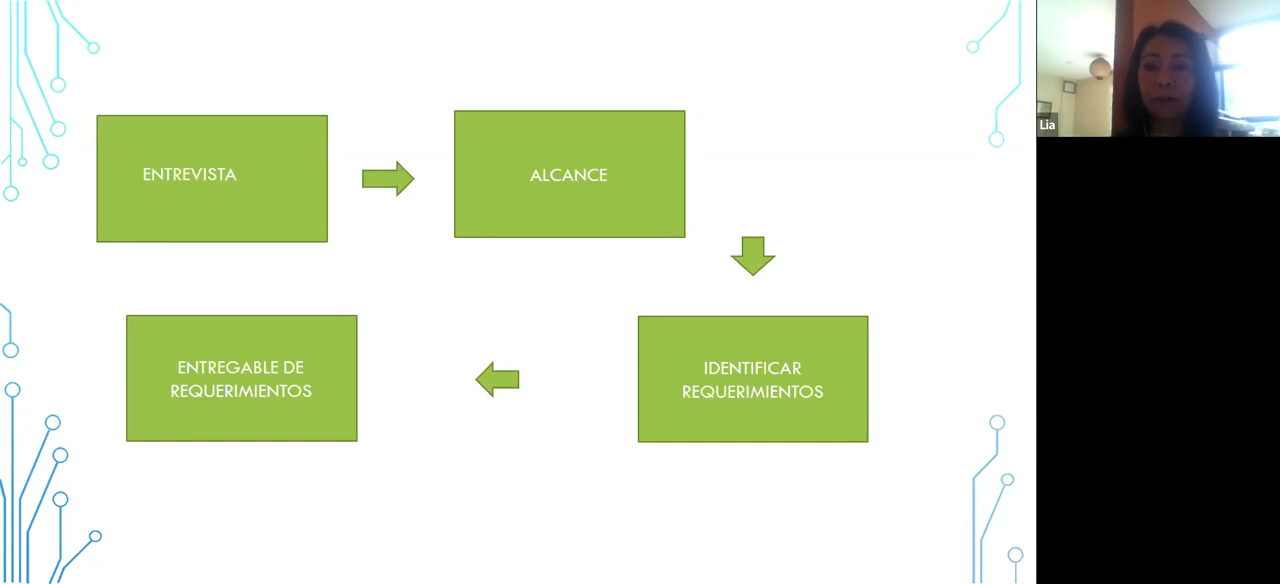 ENTREVISTA
ALCANCE
IDENTIFICAR
REQUERIMIENTOS
ENTREGABLE DE
REQUERIMIENTOS
Lia